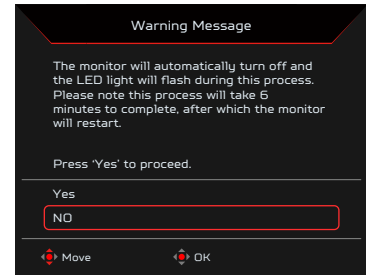 Warning Message
The monitor will automatically turn off and
the LED light will flash during this process.
Please note this process will take 6
minutes to complete, after which the monitor
will restart.
Press ‘Yes’ to proceed.
Yes
NO
Move OK